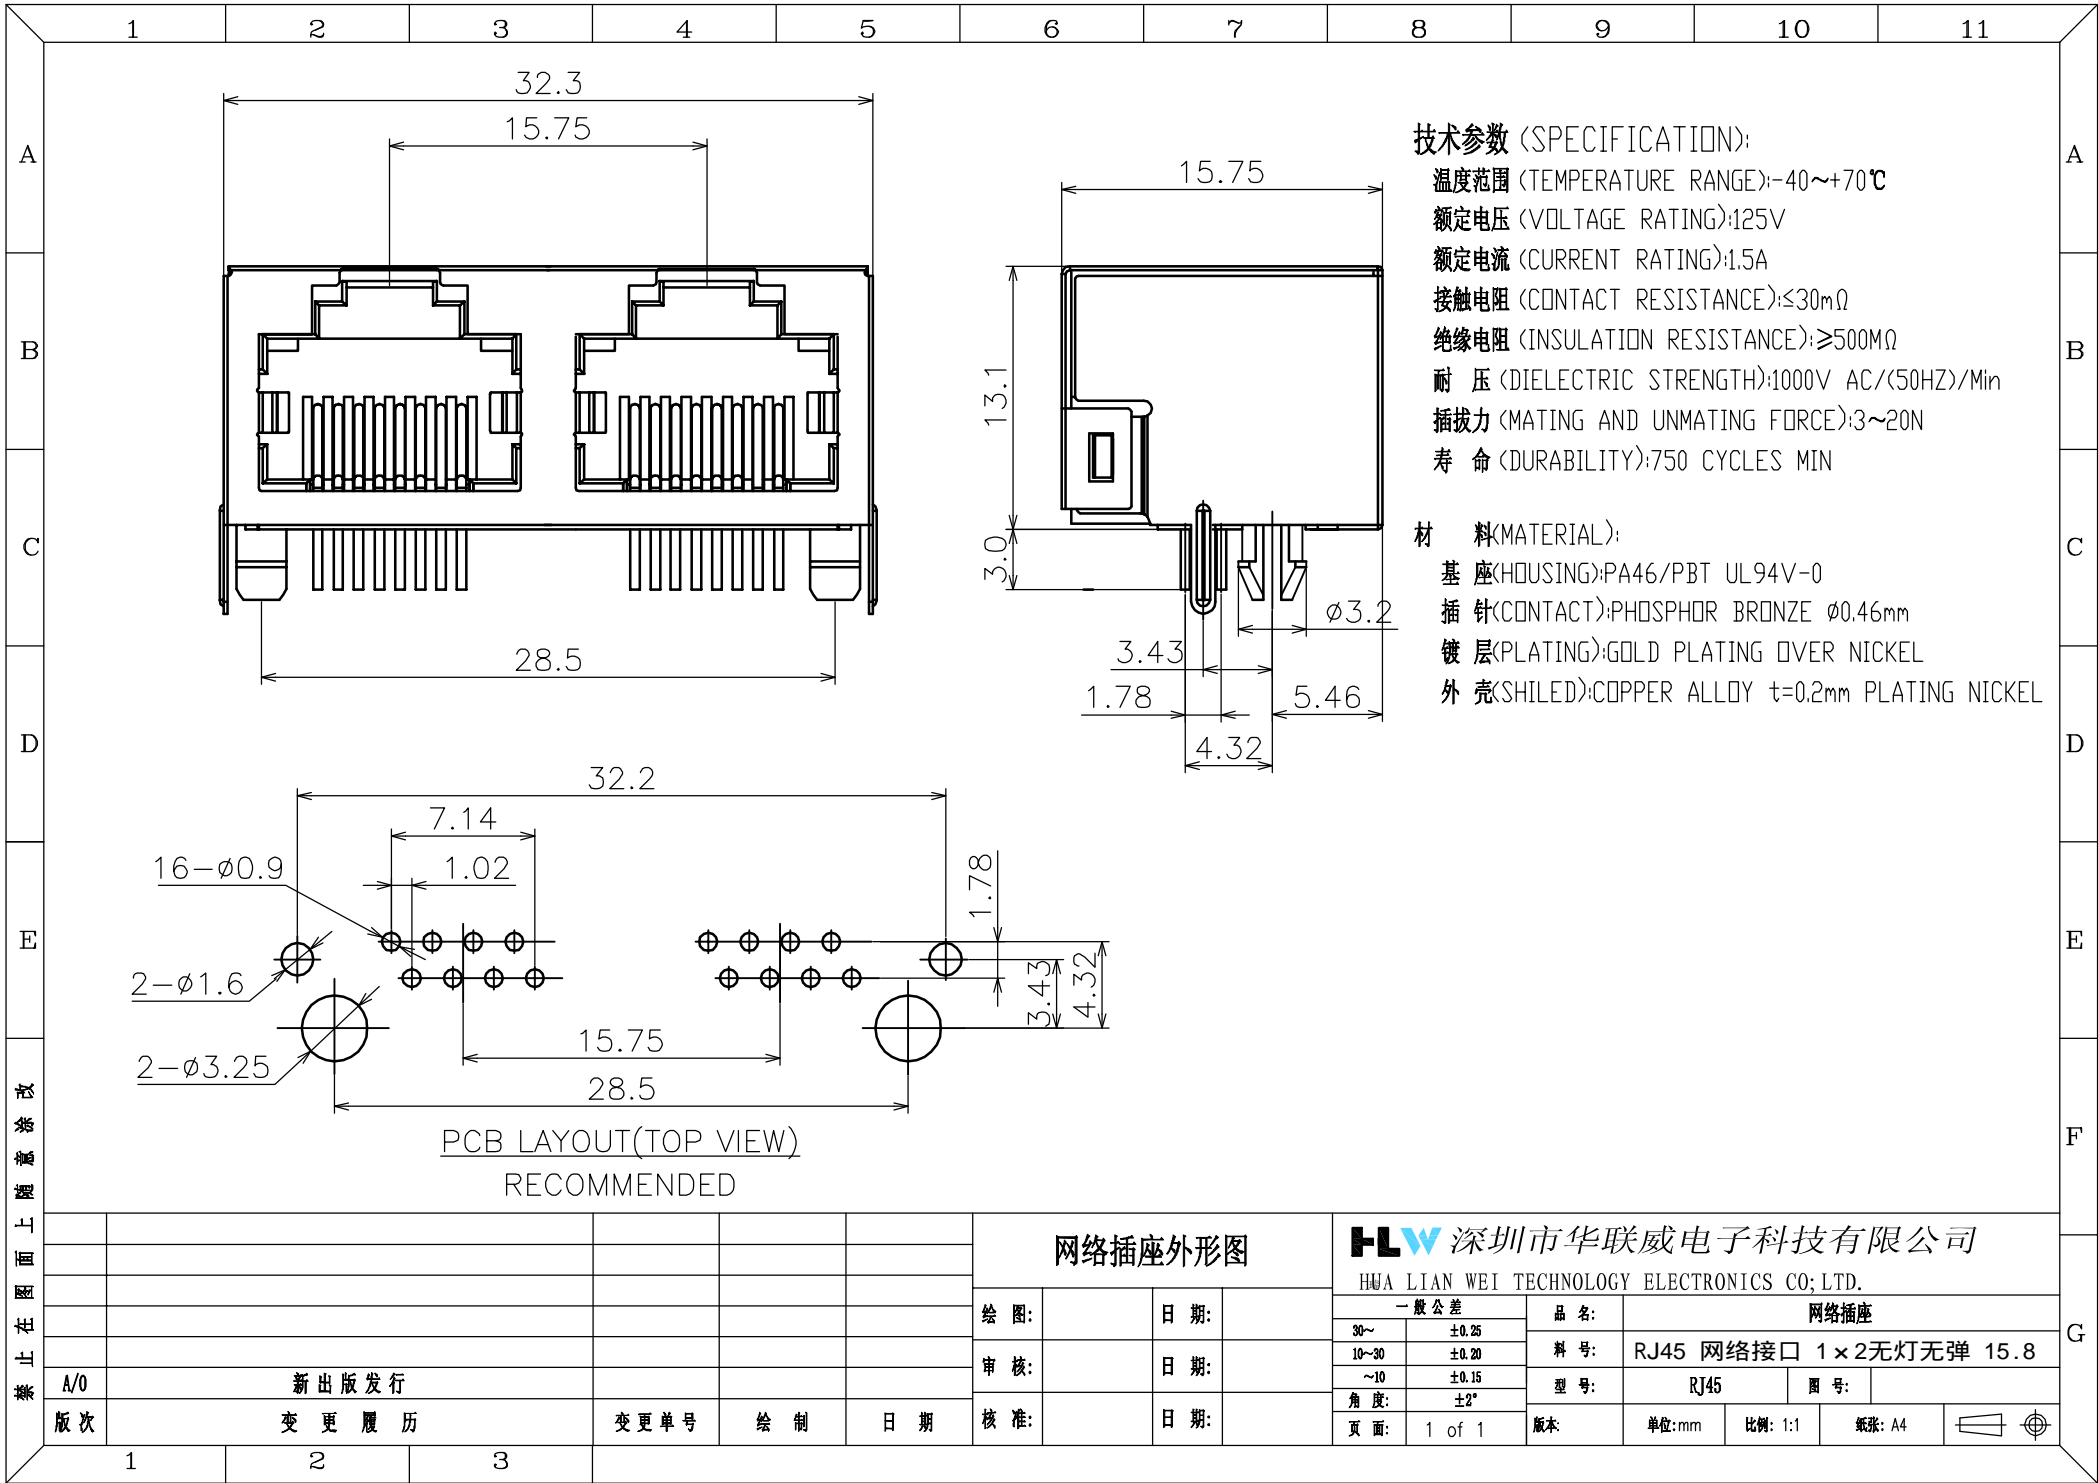 1 2 3 4 5 6 7 8 9 10 11
A
B
C
D
E
A
B
C
D
E
F
G
32.3
15.75
28.5
15.75
13.1
3.0
ø3.2
3.43
1.78
5.46
4.32
技术参数 (SPECIFICATION):
温度范围 (TEMPERATURE RANGE):-40～+70℃
额定电压 (VOLTAGE RATING):125V
额定电流 (CURRENT RATING):1.5A
接触电阻 (CONTACT RESISTANCE):≤30mΩ
绝缘电阻 (INSULATION RESISTANCE):≥500MΩ
耐 压 (DIELECTRIC STRENGTH):1000V AC/(50HZ)/Min
插拔力 (MATING AND UNMATING FORCE):3～20N
寿 命 (DURABILITY):750 CYCLES MIN
材 料(MATERIAL):
基 座(HOUSING):PA46/PBT UL94V-0
插 针(CONTACT):PHOSPHOR BRONZE ø0.46mm
镀 层(PLATING):GOLD PLATING OVER NICKEL
外 壳(SHILED):COPPER ALLOY t=0.2mm PLATING NICKEL
32.2
7.14
16-ø0.9
1.02
2-ø1.6
2-ø3.25
15.75
28.5
1.78
3.43
4.32
PCB LAYOUT(TOP VIEW)
RECOMMENDED
禁止在图面上随意涂改
A/0 新出版发行
版次 变更履历 变更单号 绘制 日期
网络插座外形图
绘 图: 日 期:
审 核: 日 期:
核 准: 日 期:
HLW 深圳市华联威电子科技有限公司
HUA LIAN WEI TECHNOLOGY ELECTRONICS CO;LTD.
一般公差
30～ ±0.25
10～30 ±0.20
～10 ±0.15
角 度: ±2°
页 面: 1 of 1
品 名: 网络插座
料 号: RJ45 网络接口 1×2无灯无弹 15.8
型 号: RJ45 图 号:
版本: 单位:mm 比例: 1:1 纸张: A4
1 2 3